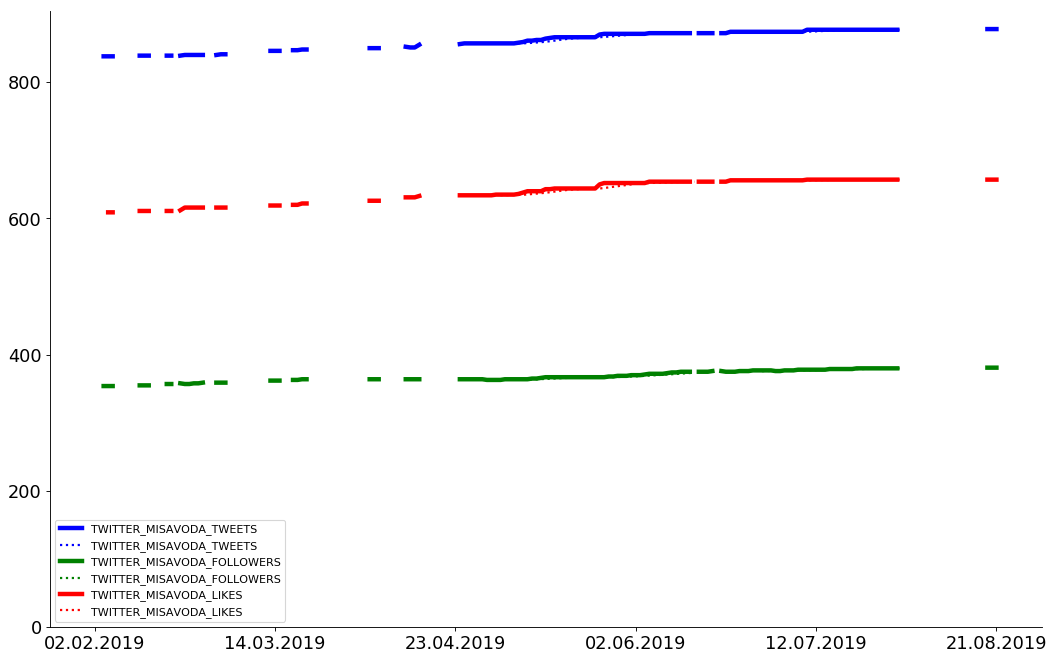 800
600
400
200
0
TWITTER_MISAVODA_TWEETS
TWITTER_MISAVODA_TWEETS
TWITTER_MISAVODA_FOLLOWERS
TWITTER_MISAVODA_FOLLOWERS
TWITTER_MISAVODA_LIKES
TWITTER_MISAVODA_LIKES
02.02.2019 14.03.2019 23.04.2019 02.06.2019 12.07.2019 21.08.2019